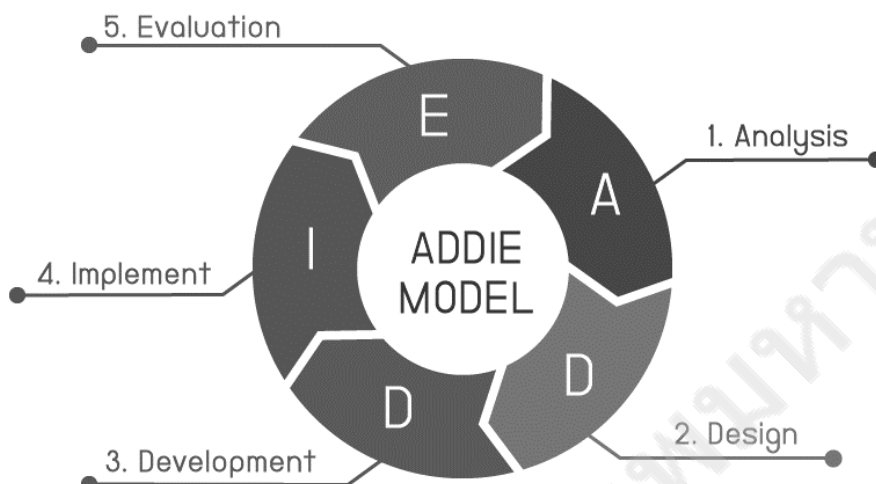 5. Evaluation
E
1. Analysis
A
I
ADDIE
MODEL
4. Implement
D
D
2. Design
3. Development